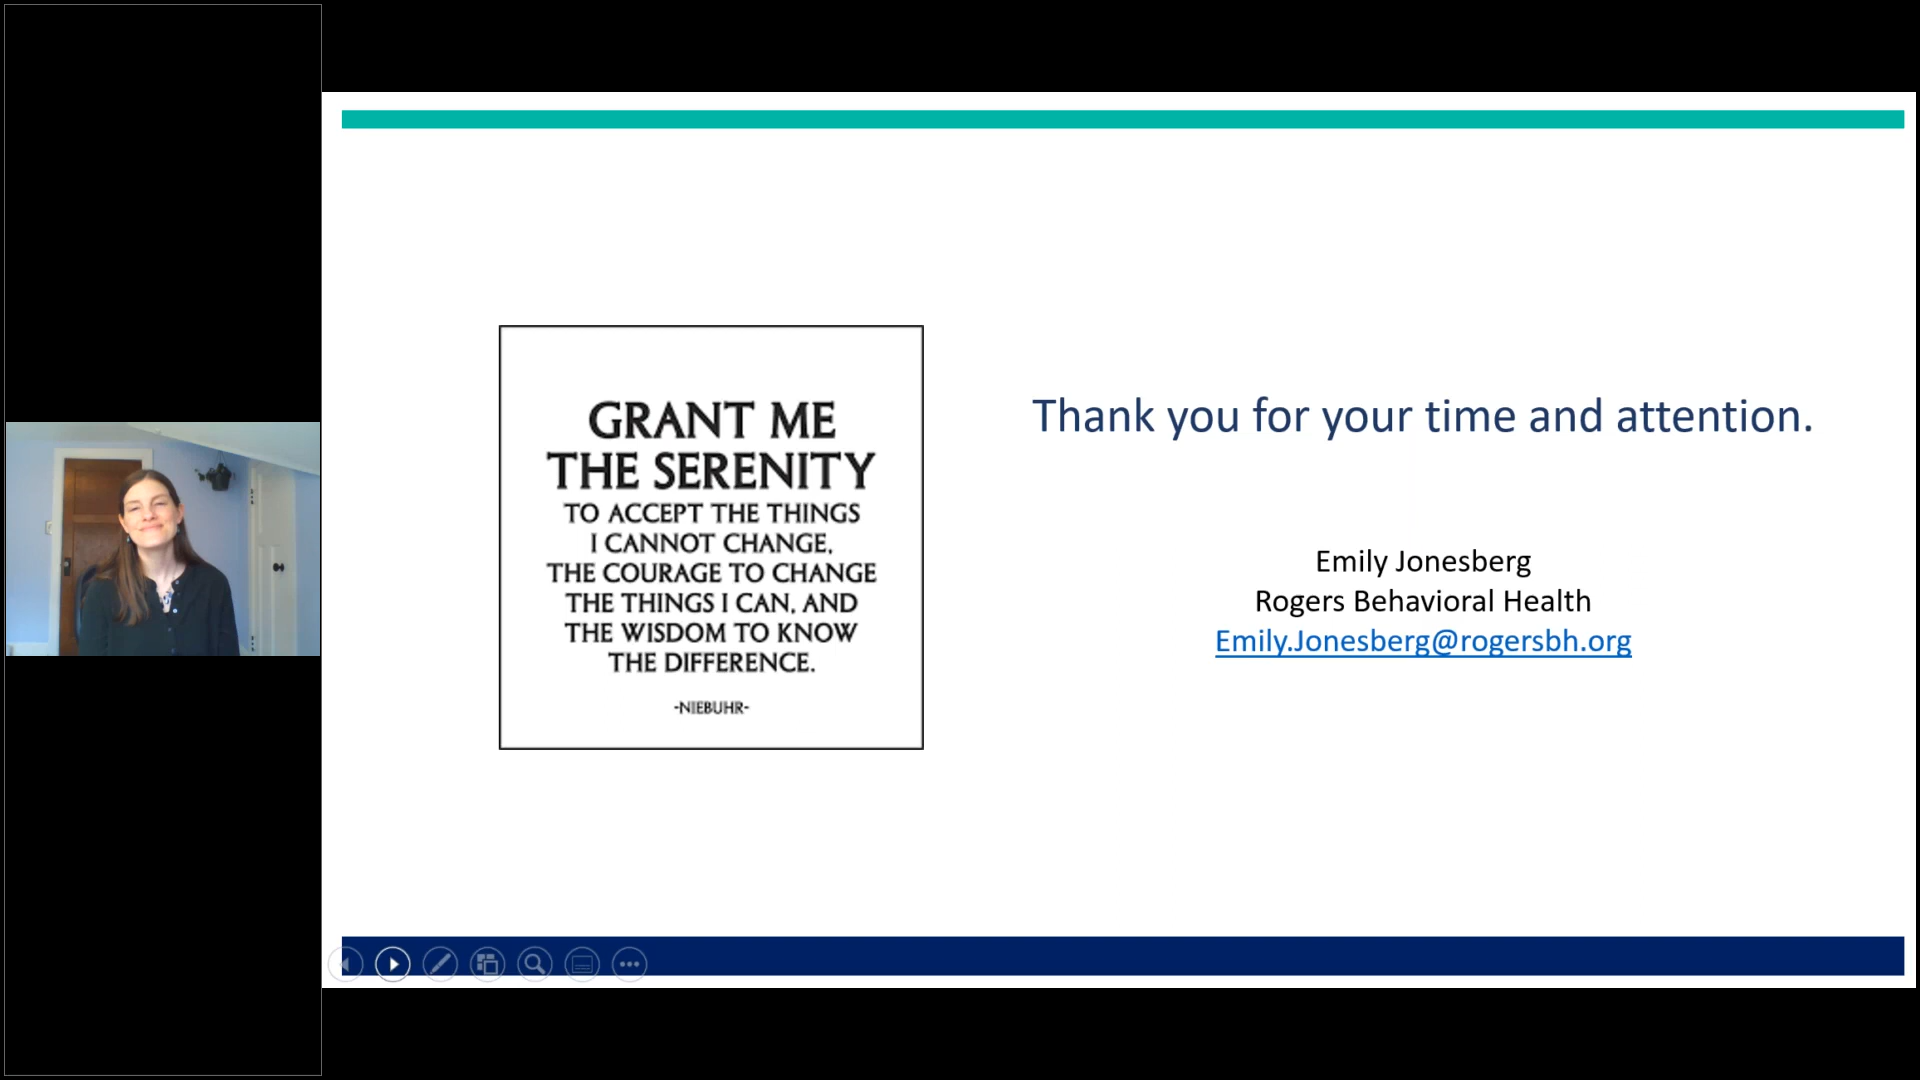 GRANT ME
THE SERENITY
TO ACCEPT THE THINGS
I CANNOT CHANGE,
THE COURAGE TO CHANGE
THE THINGS I CAN, AND
THE WISDOM TO KNOW
THE DIFFERENCE.
-NIEBUHR-
Thank you for your time and attention.
Emily Jonesberg
Rogers Behavioral Health
Emily.Jonesberg@rogersbh.org